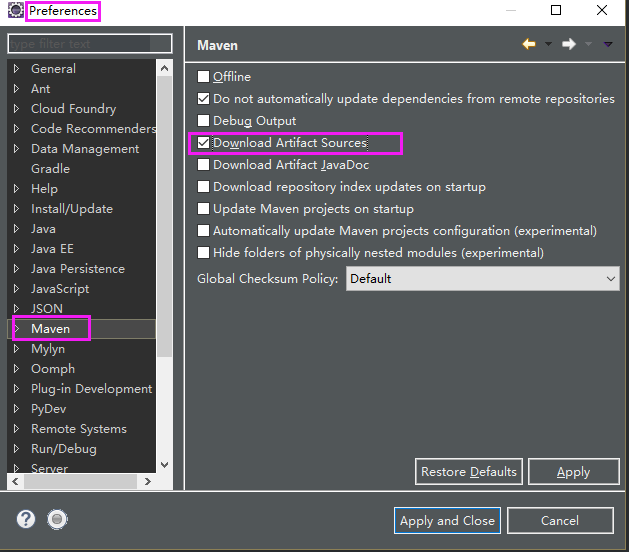 Preferences
type filter text
General
Ant
Cloud Foundry
Code Recommenders
Data Management
Gradle
Help
Install/Update
Java
Java EE
Java Persistence
JavaScript
JSON
Maven
Mylyn
Oomph
Plug-in Development
PyDev
Remote Systems
Run/Debug
Server
Maven
Offline
Do not automatically update dependencies from remote repositories
Debug Output
Download Artifact Sources
Download Artifact JavaDoc
Download repository index updates on startup
Update Maven projects on startup
Automatically update Maven projects configuration (experimental)
Hide folders of physically nested modules (experimental)
Global Checksum Policy: Default
Restore Defaults Apply
Apply and Close Cancel